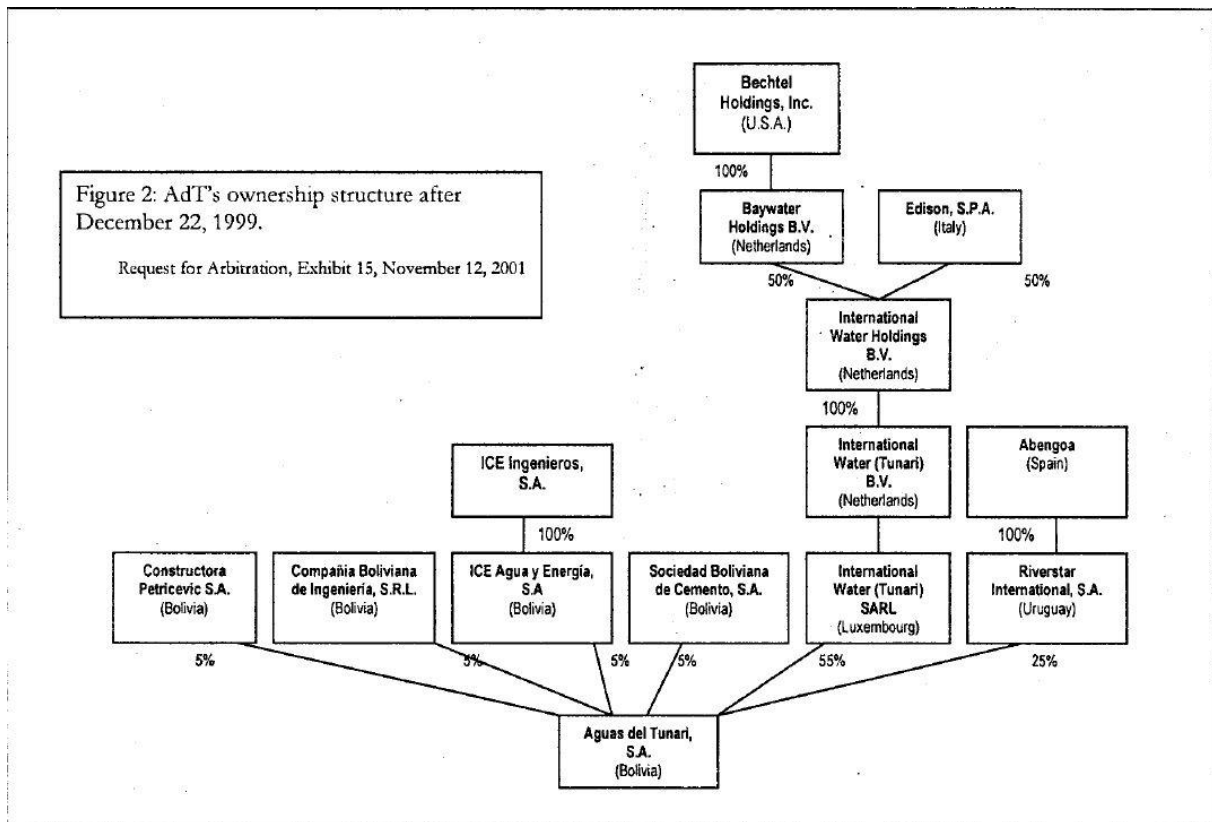 Bechtel
Holdings, Inc.
(U.S.A.)
100%
Figure 2: AdT's ownership structure after
December 22, 1999.
Request for Arbitration, Exhibit 15, November 12, 2001
Baywater
Holdings B.V.
(Netherlands)
Edison, S.P.A.
(Italy)
50%
50%
International
Water Holdings
B.V.
(Netherlands)
100%
ICE Ingenieros,
S.A.
International
Water (Tunari)
B.V.
(Netherlands)
Abengoa
(Spain)
100%
100%
Constructora
Petricevic S.A.
(Bolivia)
Compañia Boliviana
de Ingeniería, S.R.L.
(Bolivia)
ICE Agua y Energía,
S.A
(Bolivia)
Sociedad Boliviana
de Cemento, S.A.
(Bolivia)
International
Water (Tunari)
SARL
(Luxembourg)
Riverstar
International, S.A.
(Uruguay)
5%
5%
5%
5%
55%
25%
Aguas del Tunari,
S.A.
(Bolivia)